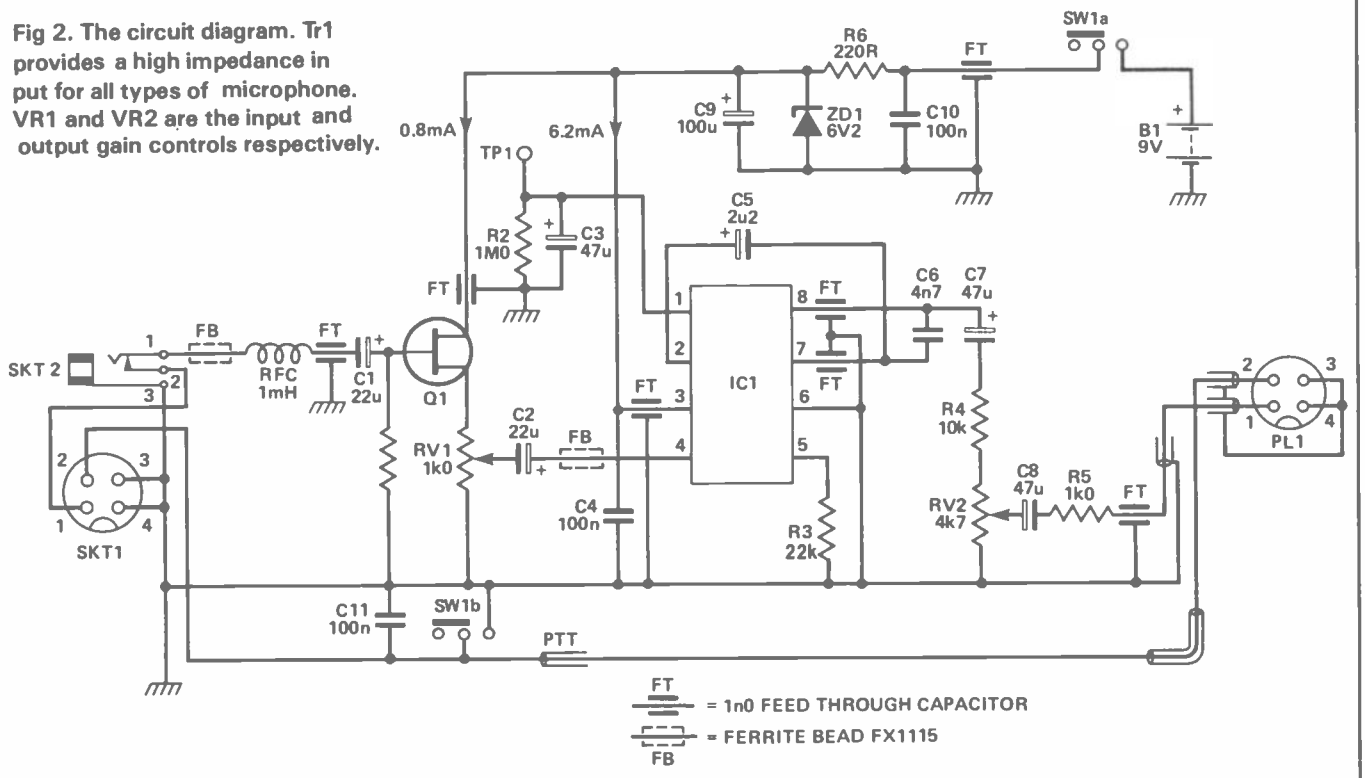 Fig 2. The circuit diagram. Tr1
provides a high impedance in
put for all types of microphone.
VR1 and VR2 are the input and
output gain controls respectively.
SW1a
R6
220R
FT
+
C9
100u
ZD1
6V2
C10
100n
+
B1
9V
0.8mA
6.2mA
TP1
R2
1M0
+
C3
47u
C5
2u2
+
FT
1
2
3
4
8
7
6
5
IC1
FT
FT
C6
4n7
C7
47u
+
SKT 2
1
2
3
FB
RFC
1mH
FT
C1
22u
+
Q1
RV1
1k0
C2
22u
+
FB
FT
C4
100n
R3
22k
R4
10k
RV2
4k7
C8
47u
R5
1k0
FT
2
3
1
4
PL1
2
3
1
4
SKT1
C11
100n
SW1b
PTT
FT
= 1n0 FEED THROUGH CAPACITOR
= FERRITE BEAD FX1115
FB